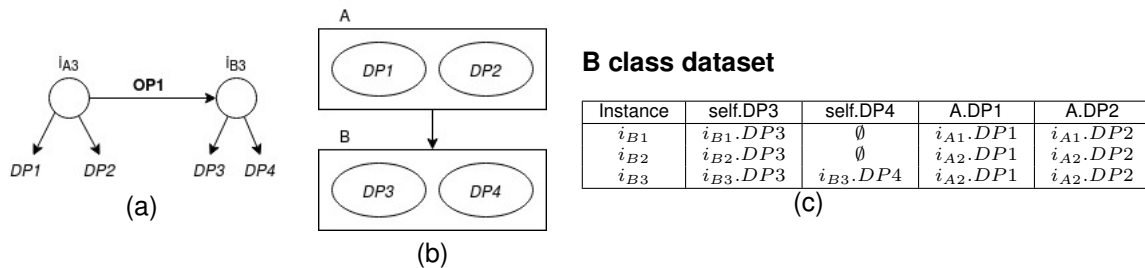 i_A3
i_B3
OP1
DP1
DP2
DP3
DP4
(a)
A
DP1
DP2
B
DP3
DP4
(b)
B class dataset
Instance self.DP3 self.DP4 A.DP1 A.DP2
i_B1 i_B1.DP3 ∅ i_A1.DP1 i_A1.DP2
i_B2 i_B2.DP3 ∅ i_A2.DP1 i_A2.DP2
i_B3 i_B3.DP3 i_B3.DP4 i_A2.DP1 i_A2.DP2
(c)